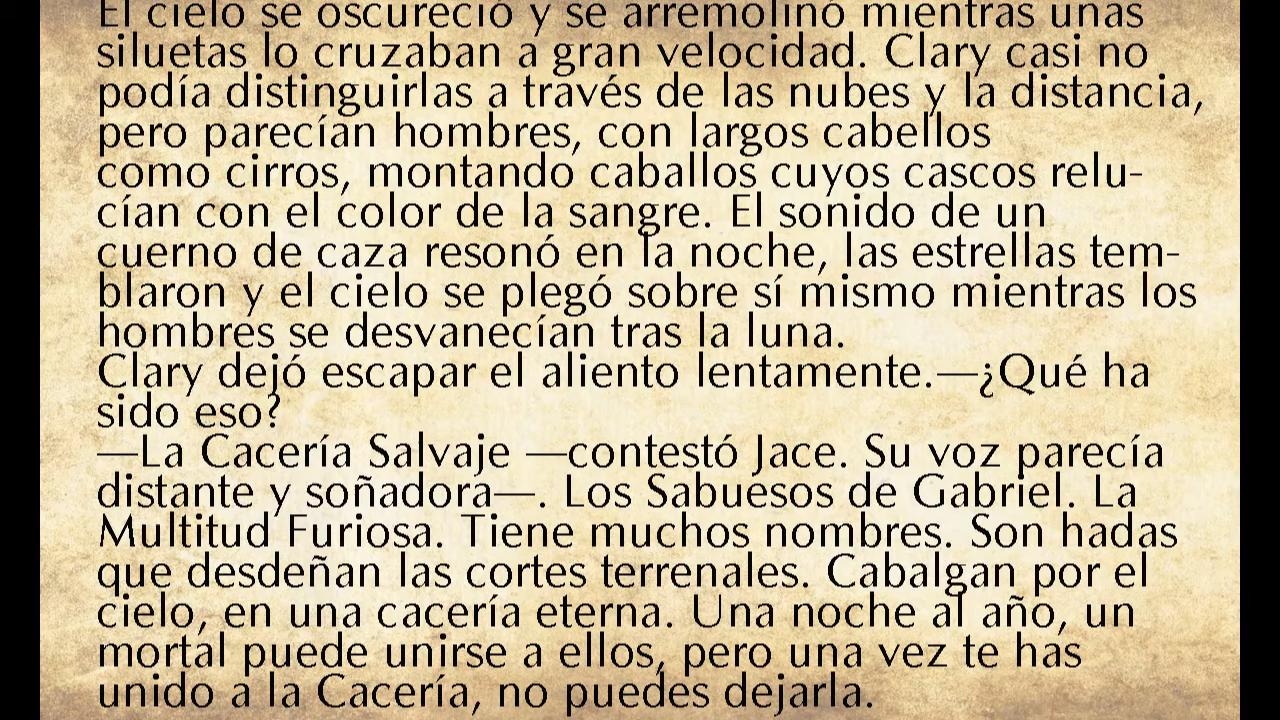 El cielo se oscureció y se arremolinó mientras unas
siluetas lo cruzaban a gran velocidad. Clary casi no
podía distinguirlas a través de las nubes y la distancia,
pero parecían hombres, con largos cabellos
como cirros, montando caballos cuyos cascos relu-
cían con el color de la sangre. El sonido de un
cuerno de caza resonó en la noche, las estrellas tem-
blaron y el cielo se plegó sobre sí mismo mientras los
hombres se desvanecían tras la luna.
Clary dejó escapar el aliento lentamente.—¿Qué ha
sido eso?
—La Cacería Salvaje —contestó Jace. Su voz parecía
distante y soñadora—. Los Sabuesos de Gabriel. La
Multitud Furiosa. Tiene muchos nombres. Son hadas
que desdeñan las cortes terrenales. Cabalgan por el
cielo, en una cacería eterna. Una noche al año, un
mortal puede unirse a ellos, pero una vez te has
unido a la Cacería, no puedes dejarla.